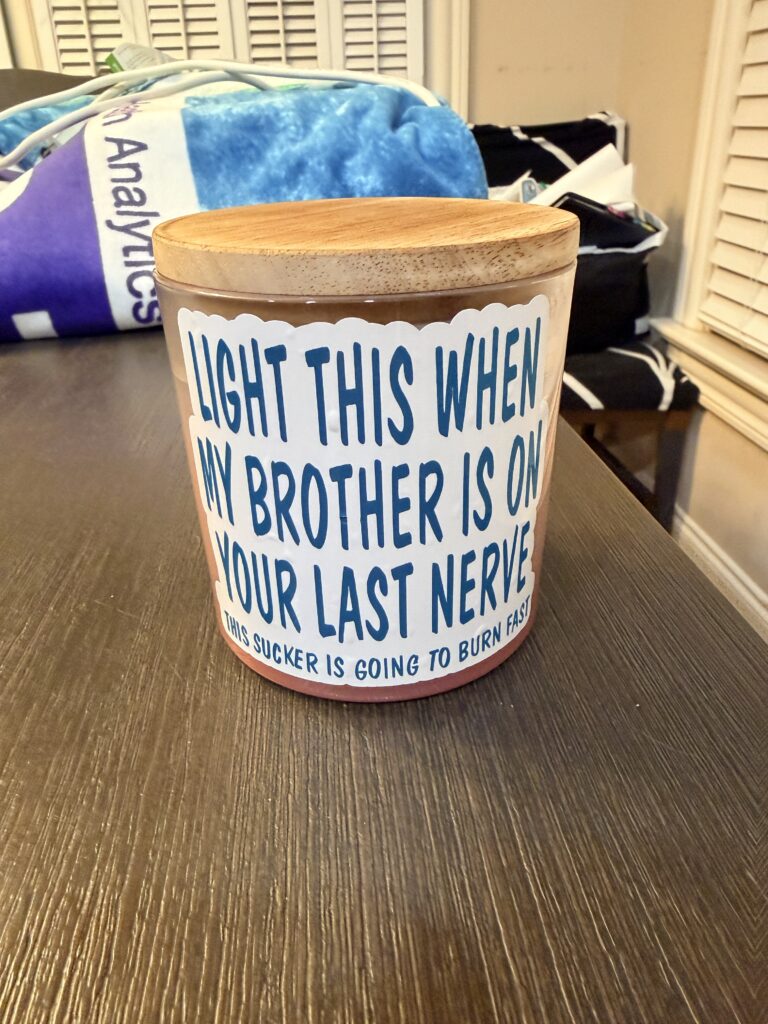 Analytics
LIGHT THIS WHEN
MY BROTHER IS ON
YOUR LAST NERVE
THIS SUCKER IS GOING TO BURN FAST